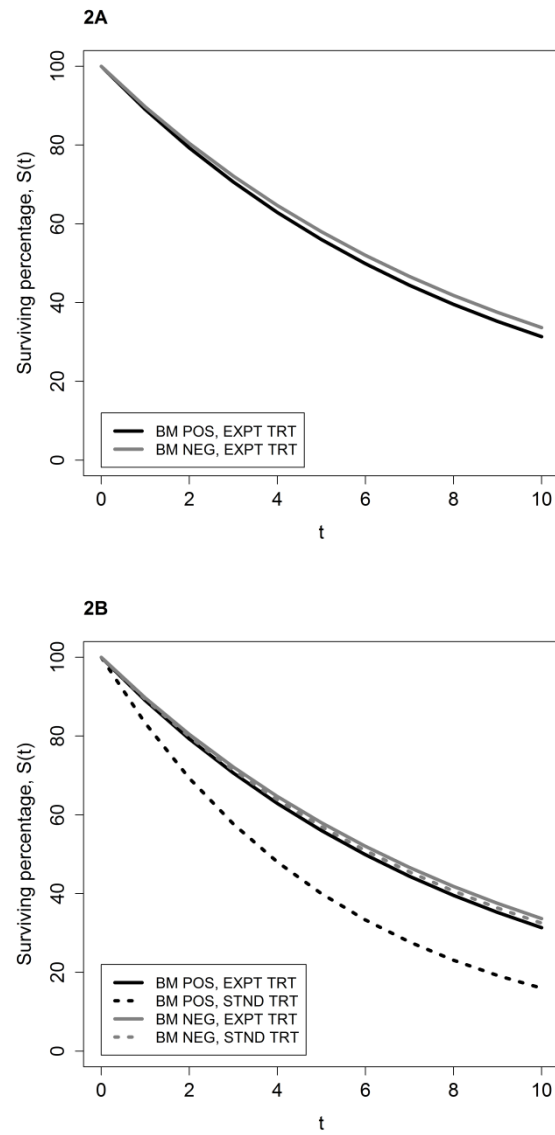 2A
100
80
60
40
20
0
Surviving percentage, S(t)
BM POS, EXPT TRT
BM NEG, EXPT TRT
0 2 4 6 8 10
t
2B
100
80
60
40
20
0
Surviving percentage, S(t)
BM POS, EXPT TRT
BM POS, STND TRT
BM NEG, EXPT TRT
BM NEG, STND TRT
0 2 4 6 8 10
t